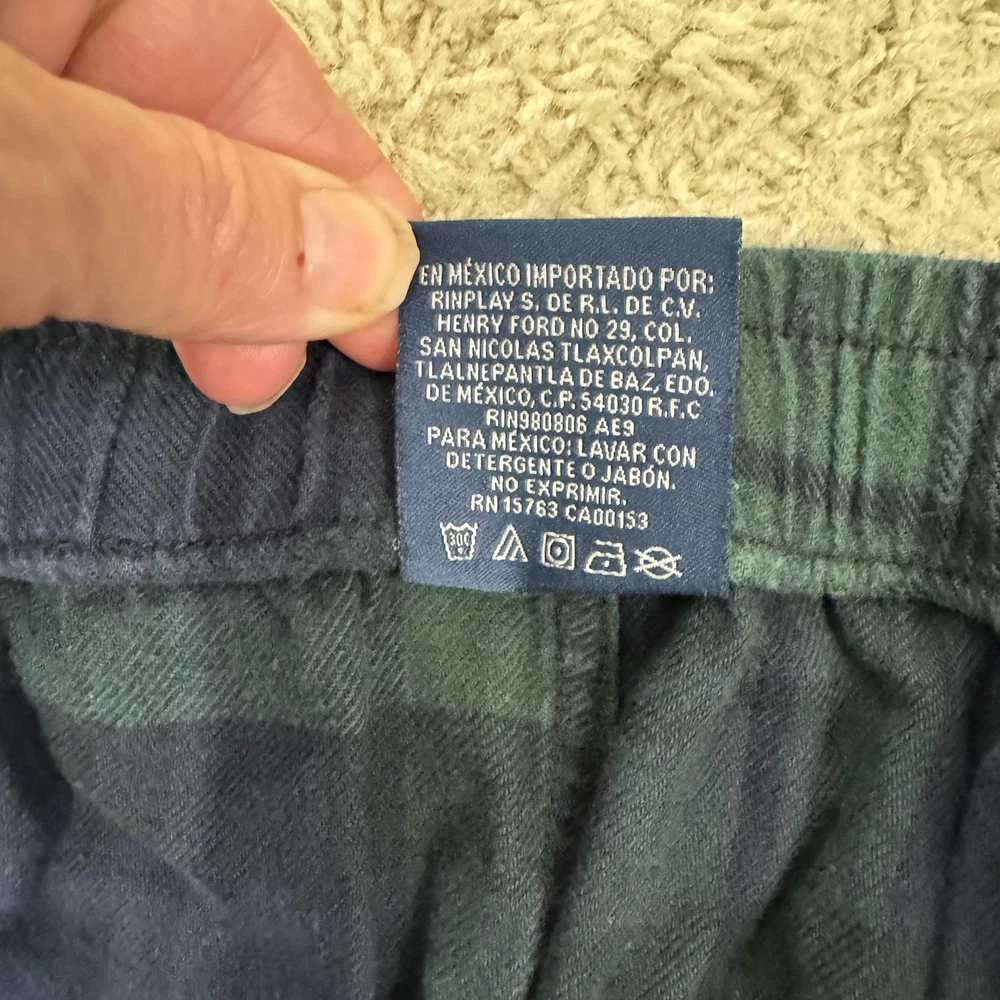 EN MÉXICO IMPORTADO POR:
RINPLAY S. DE R.L. DE C.V.
HENRY FORD NO 29, COL.
SAN NICOLAS TLAXCOLPAN,
TLALNEPANTLA DE BAZ, EDO.
DE MÉXICO, C.P. 54030 R.F.C
RIN980806 AE9
PARA MÉXICO: LAVAR CON
DETERGENTE O JABÓN.
NO EXPRIMIR.
RN 15763 CA00153
30C